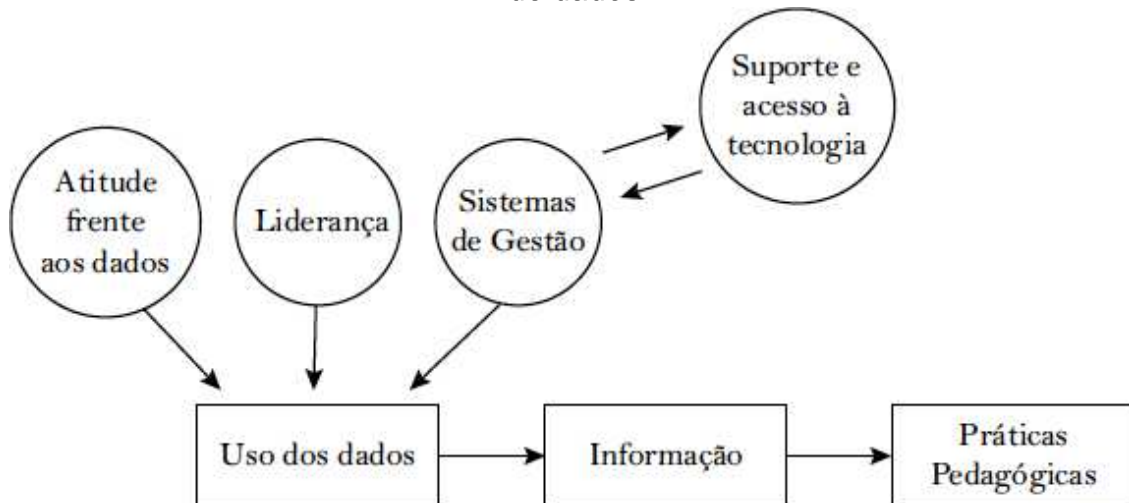 Suporte e
acesso à
tecnologia
Atitude
frente
aos dados
Liderança
Sistemas
de Gestão
Uso dos dados
Informação
Práticas
Pedagógicas